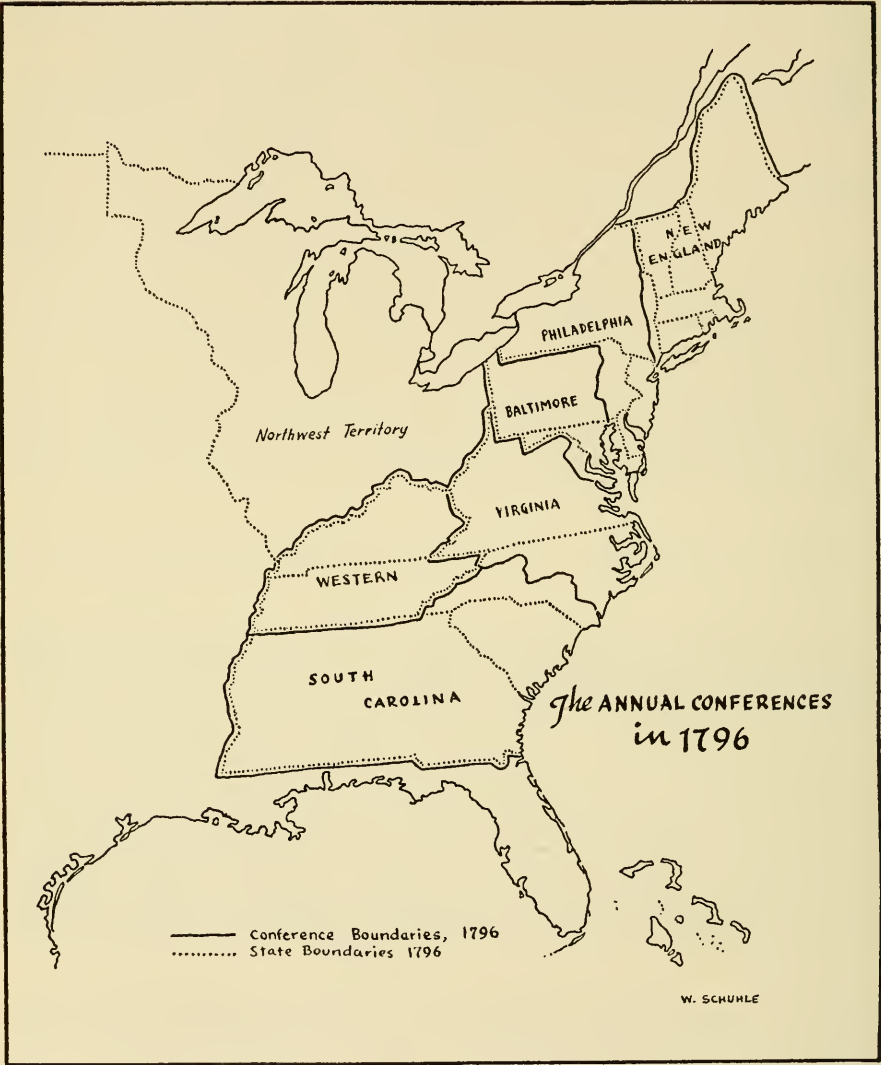 NEW
ENGLAND
PHILADELPHIA
BALTIMORE
Northwest Territory
VIRGINIA
WESTERN
SOUTH
CAROLINA
The ANNUAL CONFERENCES
in 1796
Conference Boundaries, 1796
State Boundaries 1796
W. SCHUHLE